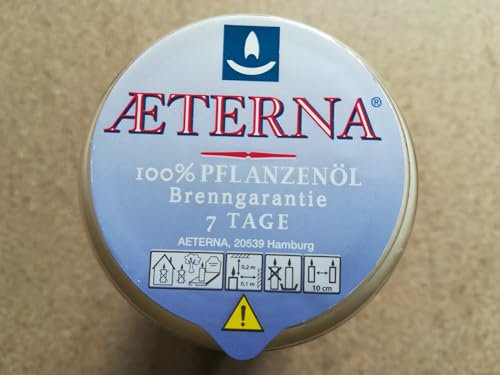 ÆTERNA®
100% PFLANZENÖL
Brenngarantie
7 TAGE
AETERNA, 20539 Hamburg
0,2 m
0,1 m
10 cm